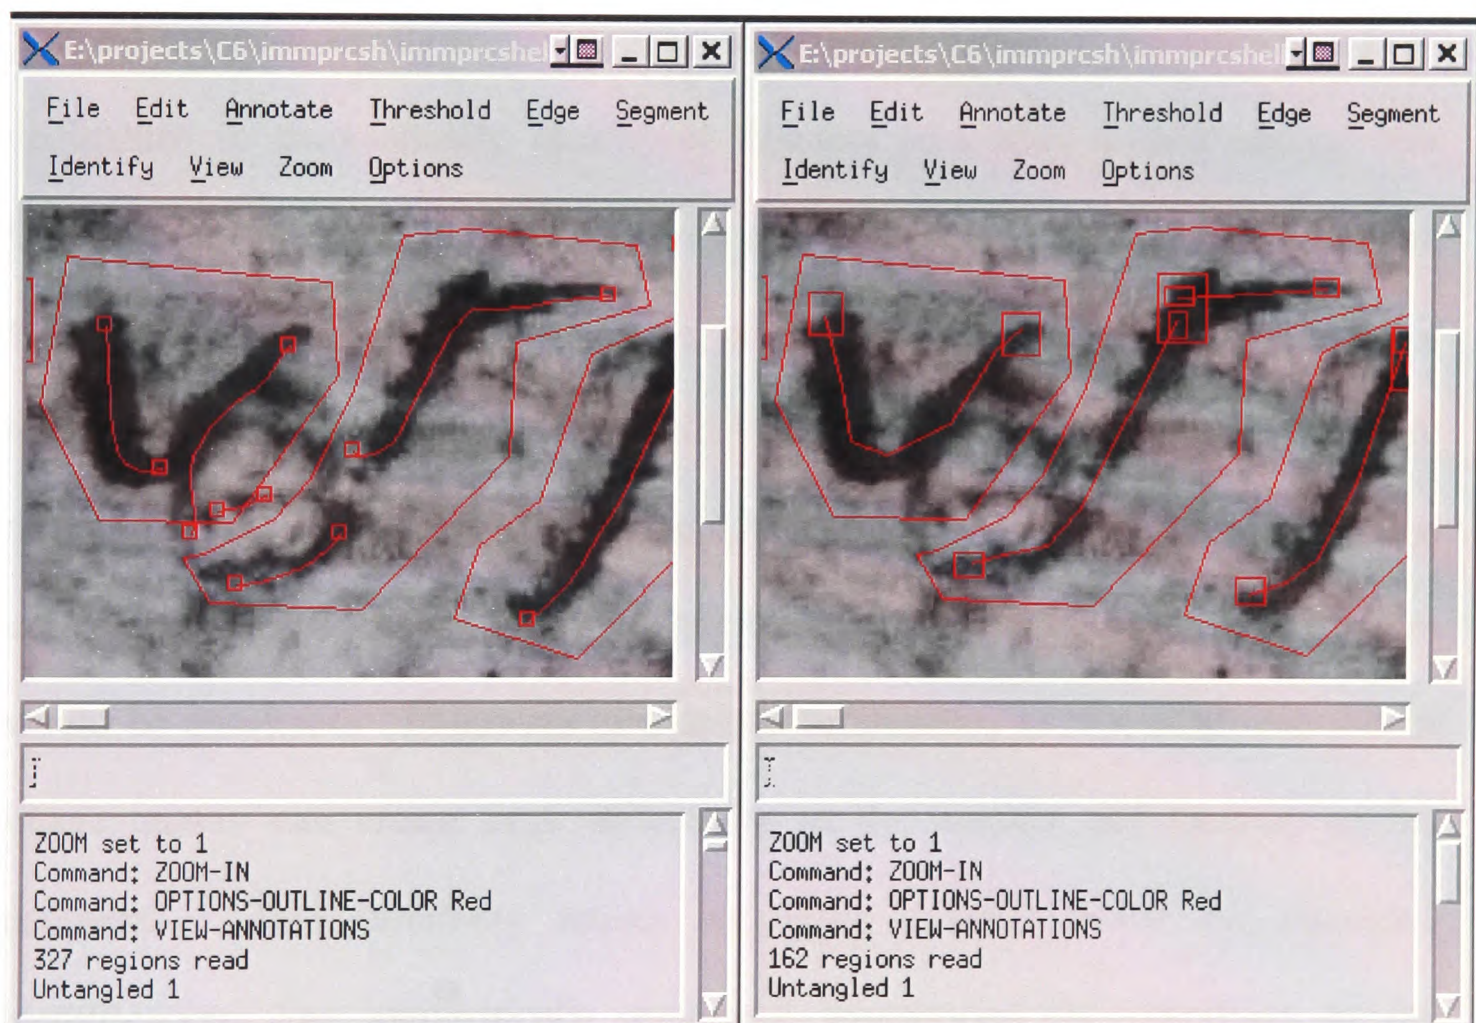 E:\projects\C6\immprcsh\immprcshell
File Edit Annotate Threshold Edge Segment
Identify View Zoom Options
ZOOM set to 1
Command: ZOOM-IN
Command: OPTIONS-OUTLINE-COLOR Red
Command: VIEW-ANNOTATIONS
327 regions read
Untangled 1
E:\projects\C6\immprcsh\immprcshell
File Edit Annotate Threshold Edge Segment
Identify View Zoom Options
ZOOM set to 1
Command: ZOOM-IN
Command: OPTIONS-OUTLINE-COLOR Red
Command: VIEW-ANNOTATIONS
162 regions read
Untangled 1